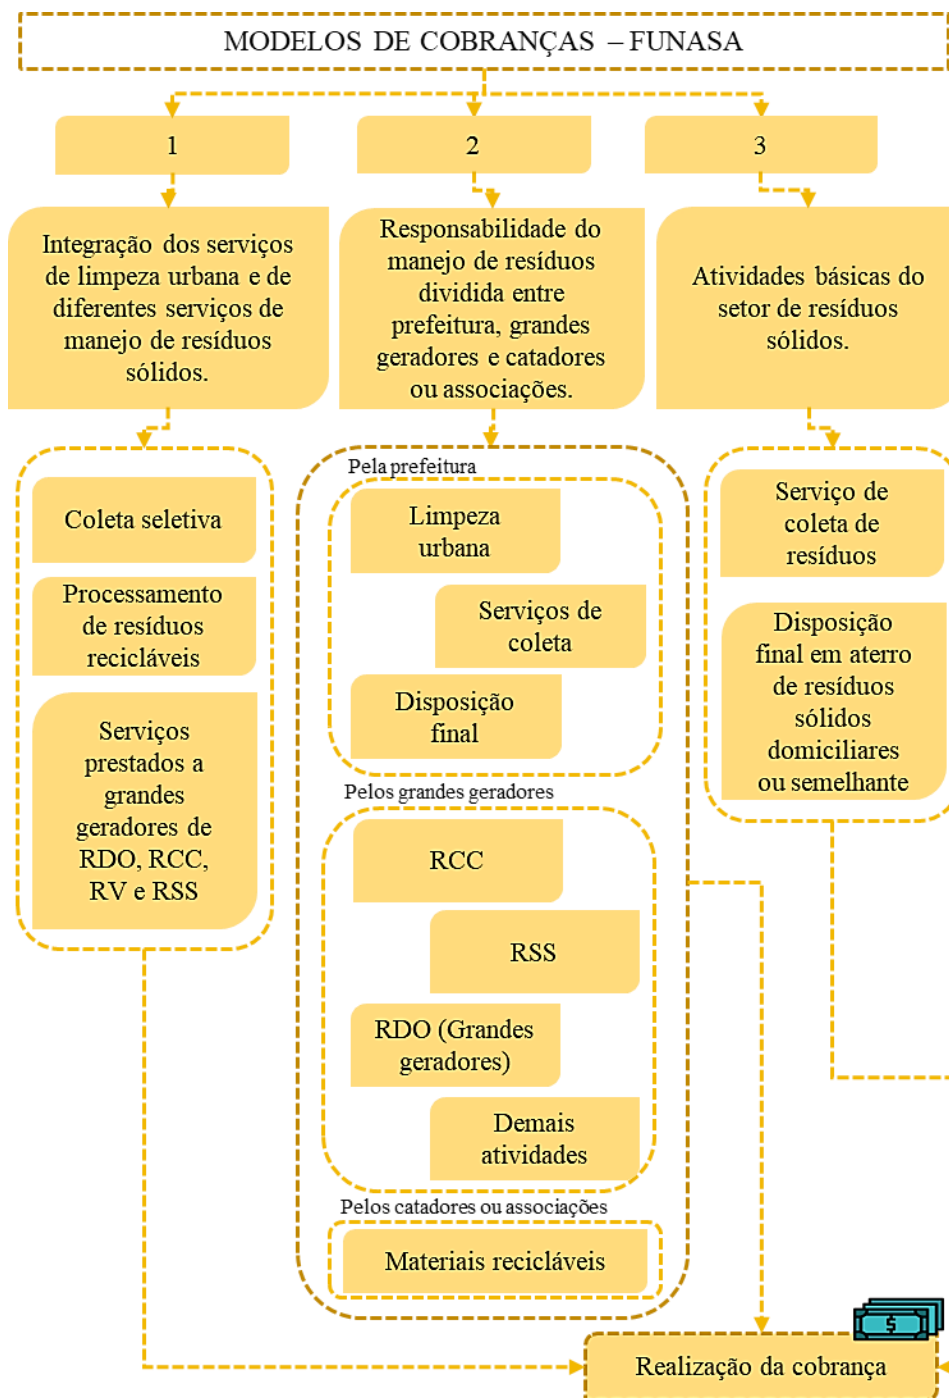 MODELOS DE COBRANÇAS – FUNASA
1
2
3
Integração dos serviços
de limpeza urbana e de
diferentes serviços de
manejo de resíduos
sólidos.
Responsabilidade do
manejo de resíduos
dividida entre
prefeitura, grandes
geradores e catadores
ou associações.
Atividades básicas do
setor de resíduos
sólidos.
Coleta seletiva
Processamento
de resíduos
recicláveis
Serviços
prestados a
grandes
geradores de
RDO, RCC,
RV e RSS
Pela prefeitura
Limpeza
urbana
Serviços de
coleta
Disposição
final
Pelos grandes geradores
RCC
RSS
RDO (Grandes
geradores)
Demais
atividades
Pelos catadores ou associações
Materiais recicláveis
Serviço de
coleta de
resíduos
Disposição
final em aterro
de resíduos
sólidos
domiciliares
ou semelhante
$
Realização da cobrança